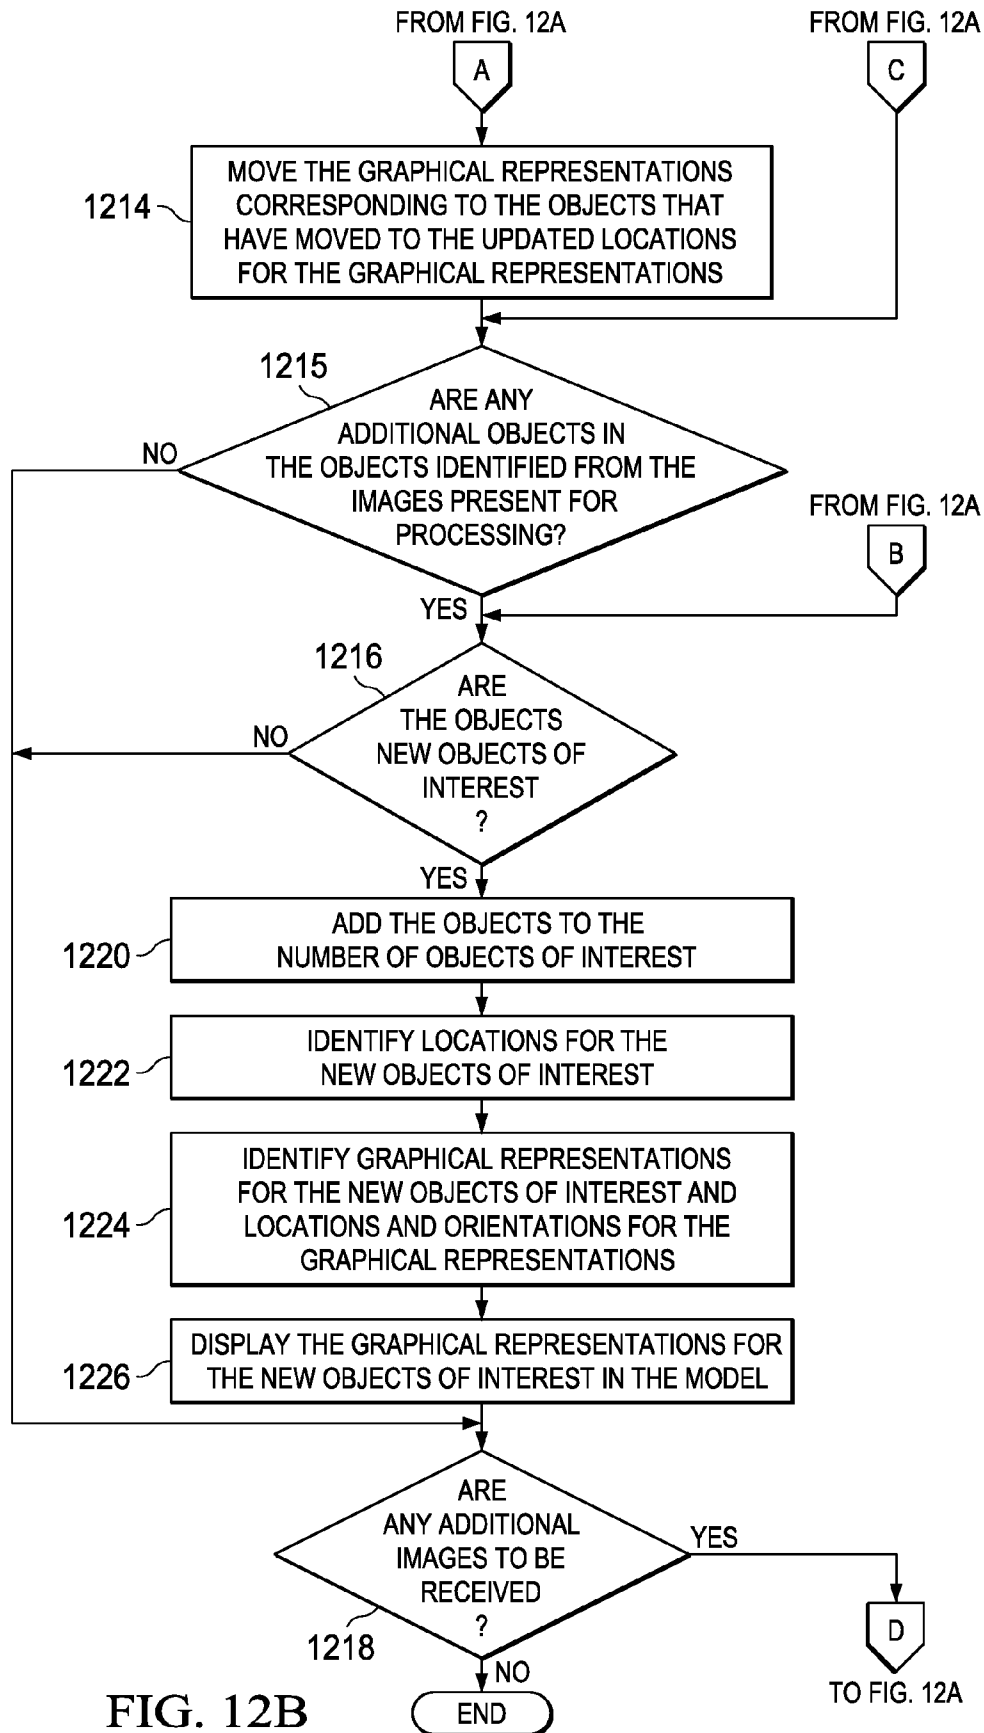 FROM FIG. 12A
A
FROM FIG. 12A
C
1214
MOVE THE GRAPHICAL REPRESENTATIONS
CORRESPONDING TO THE OBJECTS THAT
HAVE MOVED TO THE UPDATED LOCATIONS
FOR THE GRAPHICAL REPRESENTATIONS
1215
ARE ANY
ADDITIONAL OBJECTS IN
THE OBJECTS IDENTIFIED FROM THE
IMAGES PRESENT FOR
PROCESSING?
NO
YES
FROM FIG. 12A
B
1216
ARE
THE OBJECTS
NEW OBJECTS OF
INTEREST
?
NO
YES
1220
ADD THE OBJECTS TO THE
NUMBER OF OBJECTS OF INTEREST
1222
IDENTIFY LOCATIONS FOR THE
NEW OBJECTS OF INTEREST
1224
IDENTIFY GRAPHICAL REPRESENTATIONS
FOR THE NEW OBJECTS OF INTEREST AND
LOCATIONS AND ORIENTATIONS FOR THE
GRAPHICAL REPRESENTATIONS
1226
DISPLAY THE GRAPHICAL REPRESENTATIONS FOR
THE NEW OBJECTS OF INTEREST IN THE MODEL
ARE
ANY ADDITIONAL
IMAGES TO BE
RECEIVED
?
1218
YES
D
TO FIG. 12A
NO
END
FIG. 12B